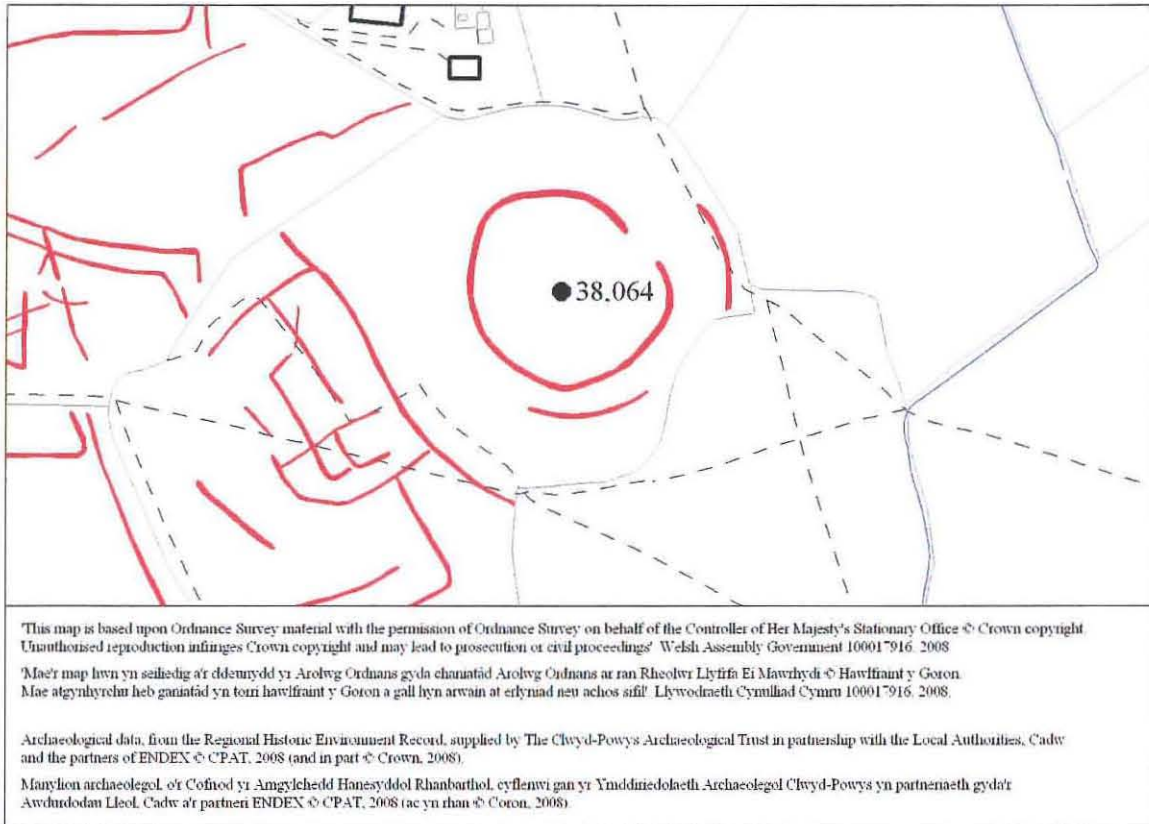 38.064
'This map is based upon Ordnance Survey material with the permission of Ordnance Survey on behalf of the Controller of Her Majesty's Stationary Office © Crown copyright.
Unauthorised reproduction infringes Crown copyright and may lead to prosecution or civil proceedings' Welsh Assembly Government 100017916. 2008
'Mae'r map hwn yn seiliedig a'r ddeunydd yr Arolwg Ordnans gyda chaniatâd Arolwg Ordnans ar ran Rheolwr Llyfrfa Ei Mawrhydi © Hawlfraint y Goron.
Mae atgynhyrchu heb ganiatâd yn torri hawlfraint y Goron a gall hyn arwain at erlyniad neu achos sifil' Llywodraeth Cynulliad Cymru 100017916. 2008.
Archaeological data, from the Regional Historic Environment Record, supplied by The Clwyd-Powys Archaeological Trust in partnership with the Local Authorities, Cadw
and the partners of ENDEX © CPAT, 2008 (and in part © Crown, 2008).
Manylion archaeolegol, o'r Cofnod yr Amgylchedd Hanesyddol Rhanbarthol, cyflenwi gan yr Ymddiriedolaeth Archaeolegol Clwyd-Powys yn partneriaeth gyda'r
Awdurdodau Lleol, Cadw a'r partneri ENDEX © CPAT, 2008 (ac yn rhan © Coron, 2008).